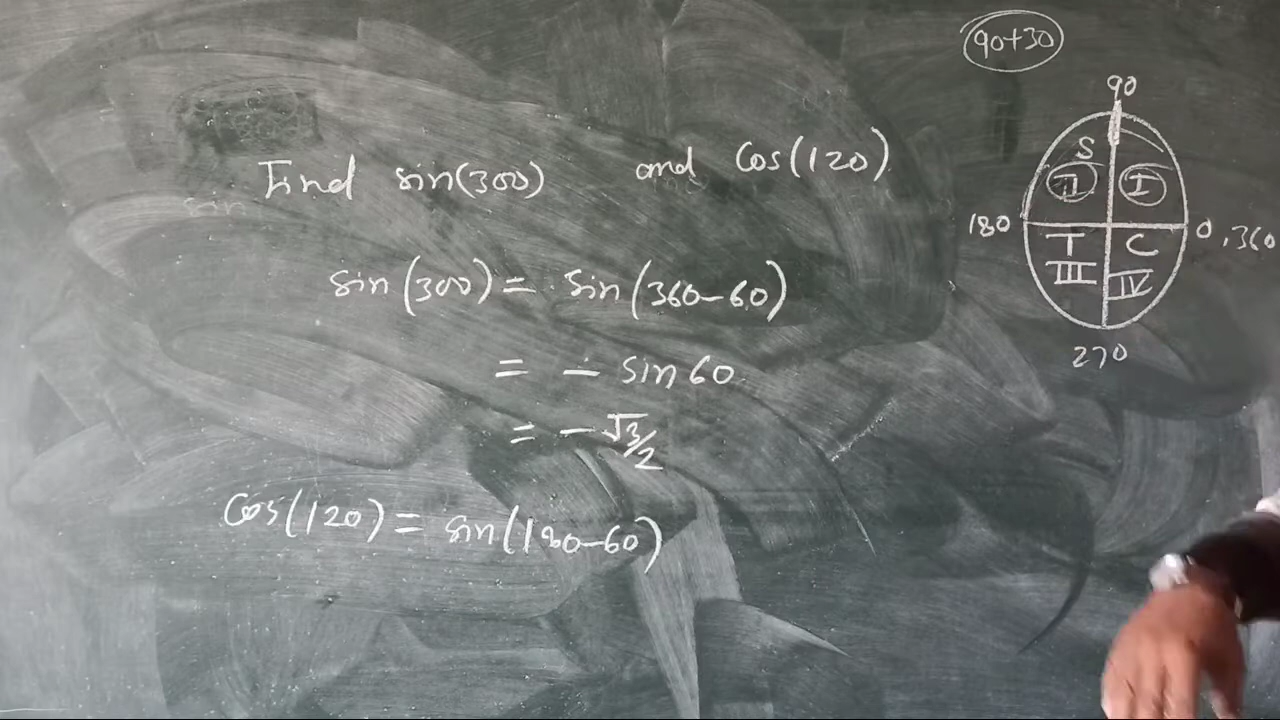 90+30
90
Find sin(300) and Cos(120)
sin
S
II I
180 0,360
T C
III IV
270
sin(300) = sin(360-60)
= - sin 60
= - √3/2
Cos(120) = sin(180-60)